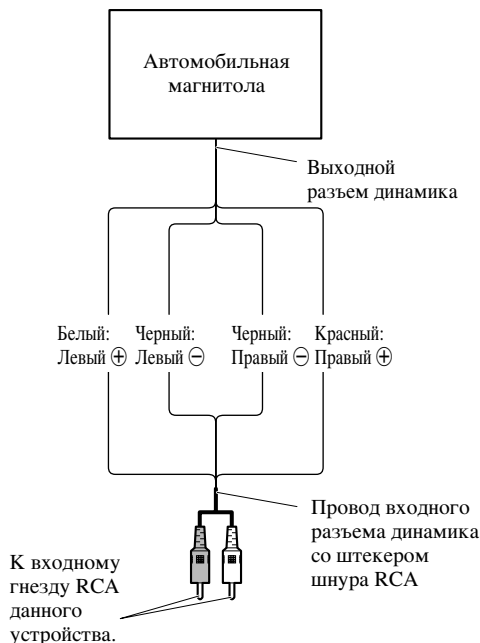 Автомобильная
магнитола
Выходной
разъем динамика
Белый:
Левый ⊕
Черный:
Левый ⊖
Черный:
Правый ⊖
Красный:
Правый ⊕
Провод входного
разъема динамика
со штекером
шнура RCA
К входному
гнезду RCA
данного
устройства.